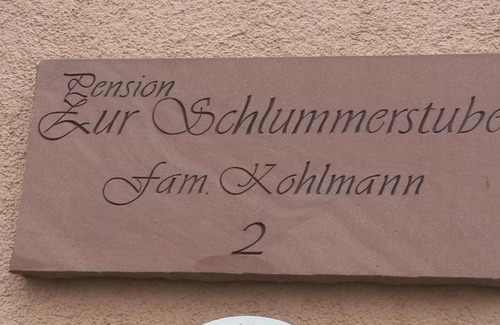 Pension
Zur Schlummerstube
Fam. Kohlmann
2